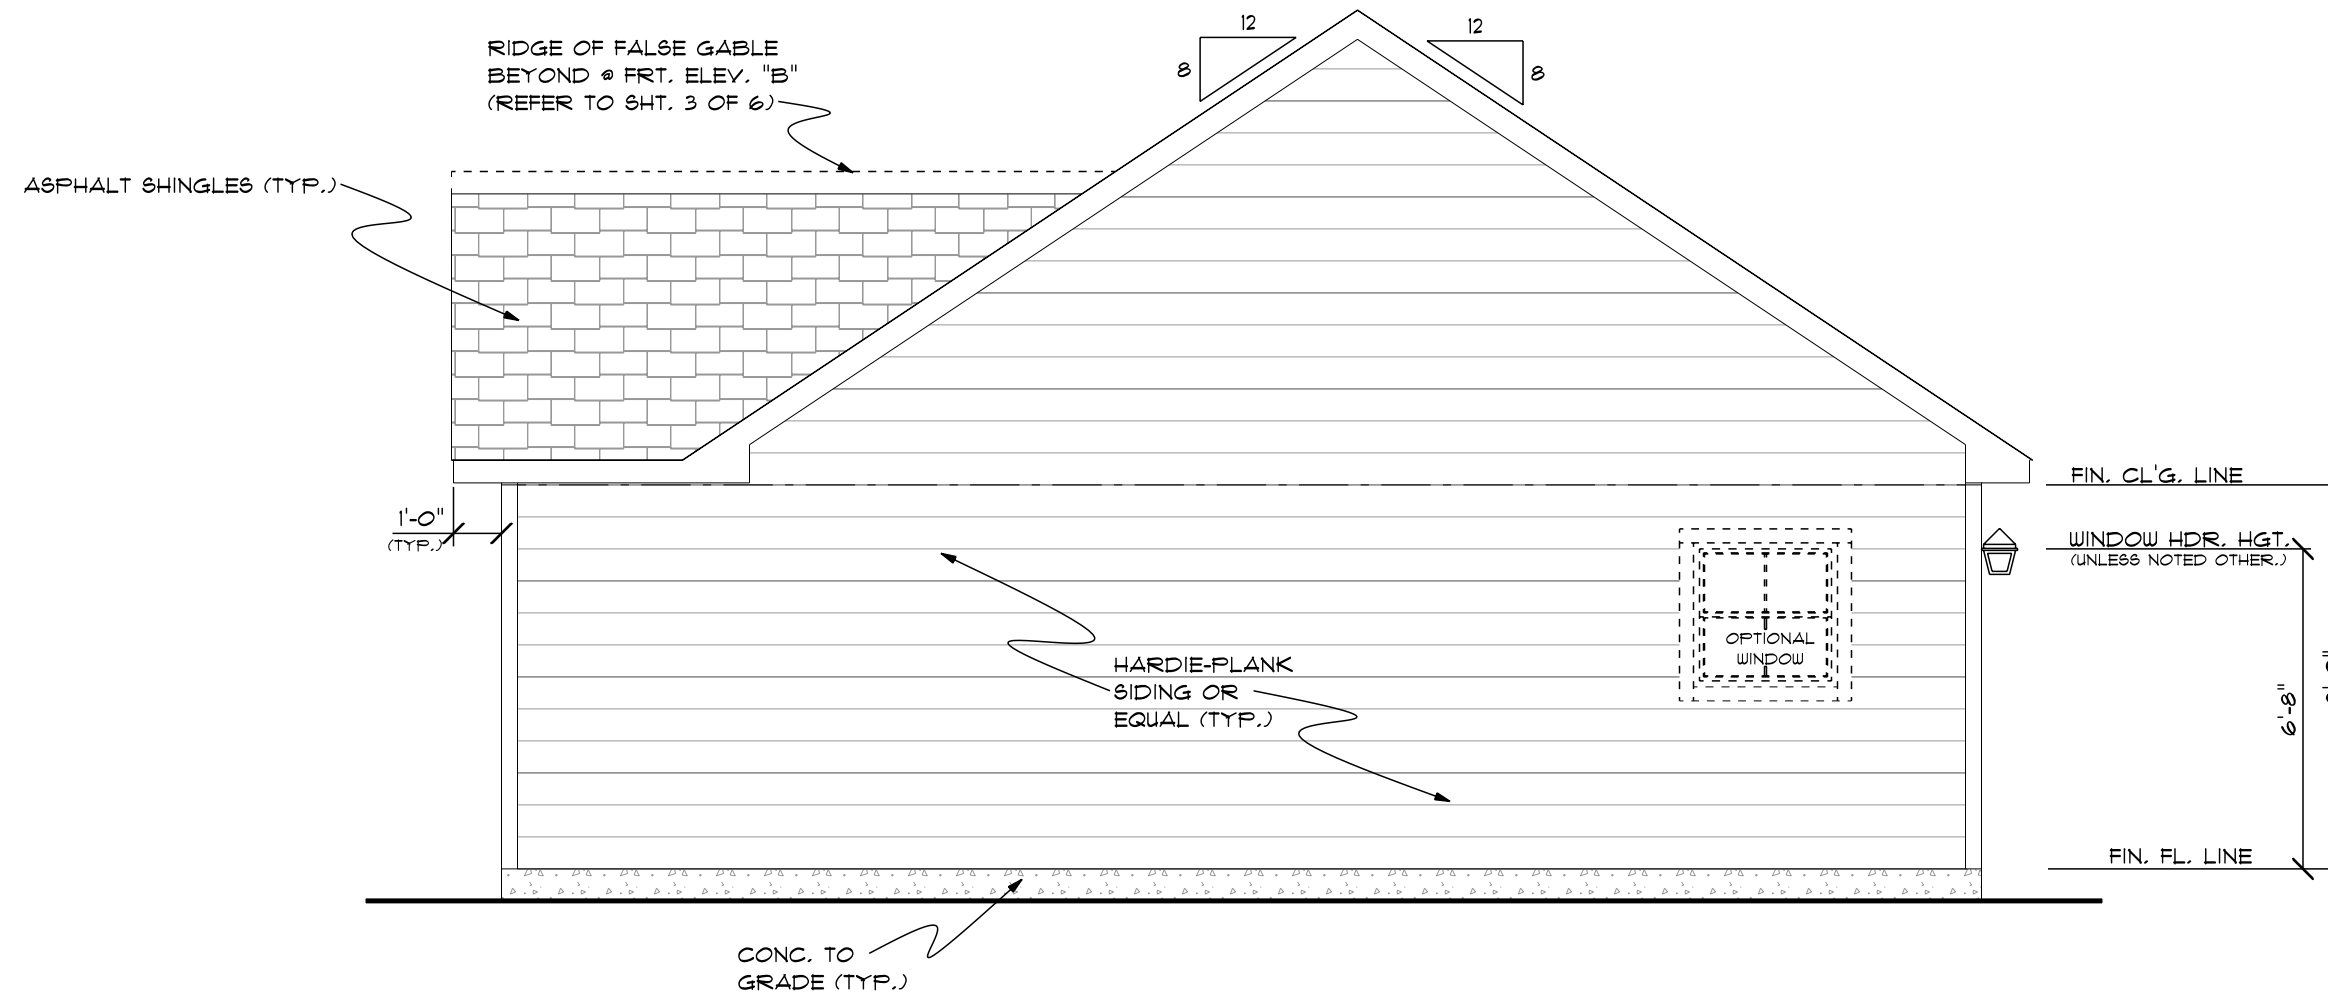 12
12
8
8
RIDGE OF FALSE GABLE
BEYOND @ FRT. ELEV. "B"
(REFER TO SHT. 3 OF 6)
ASPHALT SHINGLES (TYP.)
FIN. CL'G. LINE
1'-0"
(TYP.)
WINDOW HDR. HGT.
(UNLESS NOTED OTHER.)
OPTIONAL
WINDOW
HARDIE-PLANK
SIDING OR
EQUAL (TYP.)
6'-8"
FIN. FL. LINE
CONC. TO
GRADE (TYP.)